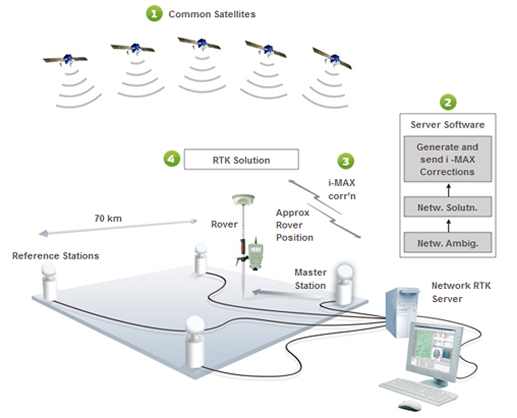 1 Common Satellites
2
Server Software
Generate and
send i -MAX
Corrections
Netw. Solutn.
Netw. Ambig.
4 RTK Solution
3
i-MAX
corr'n
70 km
Rover
Approx
Rover
Position
Reference Stations
Master
Station
Network RTK
Server